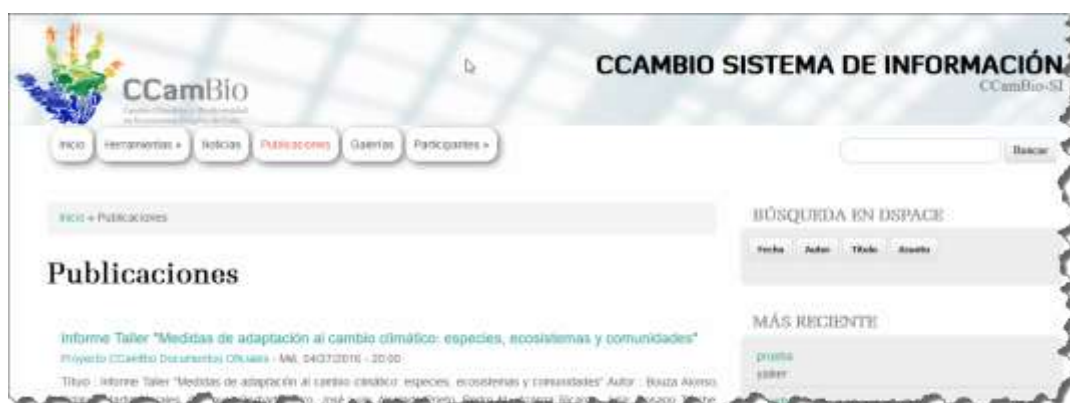 CCAMBIO SISTEMA DE INFORMACIÓN
CCamBio-SI
CCamBio
Inicio
Herramientas »
Noticias
Publicaciones
Galerías
Participantes »
Buscar
Inicio » Publicaciones
Publicaciones
Informe Taller "Medidas de adaptación al cambio climático: especies, ecosistemas y comunidades"
Proyecto CCamBio Documentos Oficiales - Mié, 04/27/2016 - 20:00
Título : Informe Taller "Medidas de adaptación al cambio climático: especies, ecosistemas y comunidades" Autor : Bouza Alonso,
BÚSQUEDA EN DSPACE
Fecha
Autor
Título
Asunto
MÁS RECIENTE
prueba
yasier